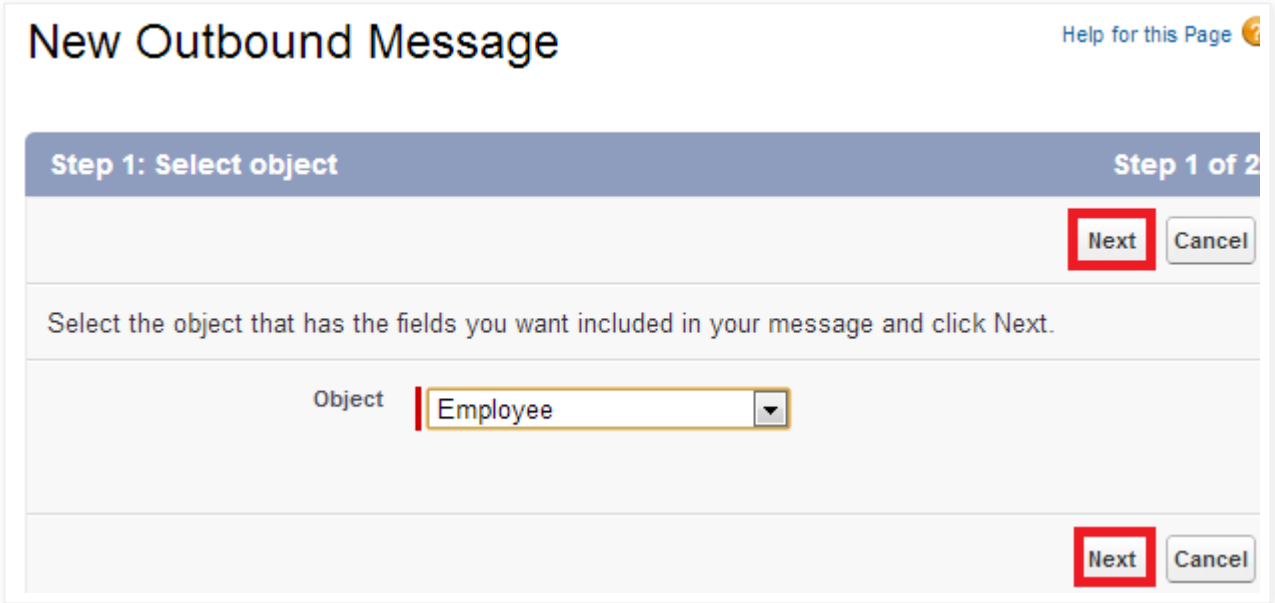 New Outbound Message
Help for this Page ?
Step 1: Select object
Step 1 of 2
Next Cancel
Select the object that has the fields you want included in your message and click Next.
Object Employee
Next Cancel